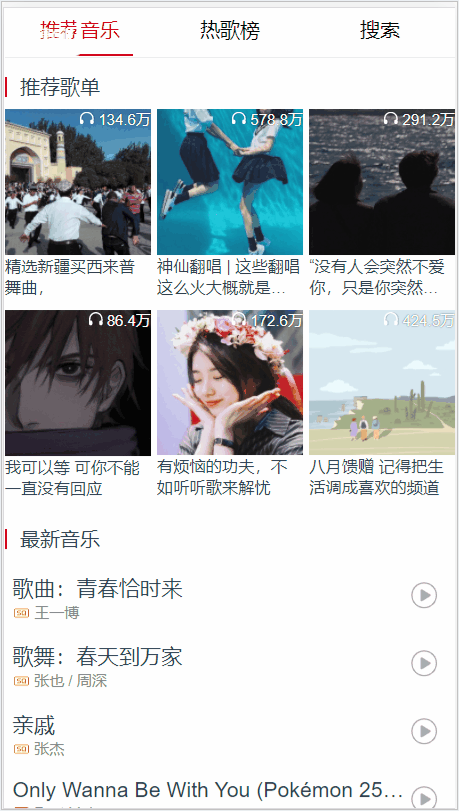 推荐音乐 热歌榜 搜索
推荐歌单
134.6万 578.8万 291.2万
精选新疆买西来普 神仙翻唱 | 这些翻唱 “没有人会突然不爱
舞曲， 这么火大概就是... 你，只是你突然...
86.4万 172.6万 424.5万
我可以等 可你不能 有烦恼的功夫，不 八月馈赠 记得把生
一直没有回应 如听听歌来解忧 活调成喜欢的频道
最新音乐
歌曲：青春恰时来
SQ 王一博
歌舞：春天到万家
SQ 张也 / 周深
亲戚
SQ 张杰
Only Wanna Be With You (Pokémon 25...